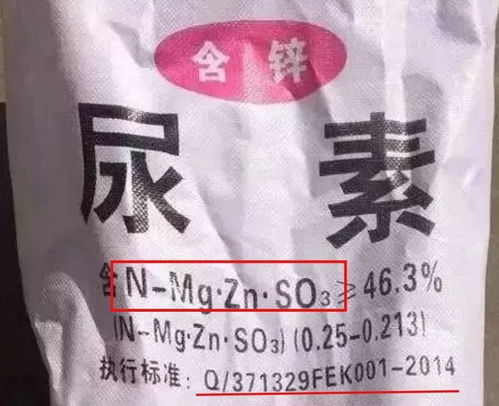 含锌
尿素
含N-Mg·Zn·SO₃≥46.3%
(N-Mg·Zn·SO₃)(0.25-0.213)
执行标准：Q/371329FEK001-2014